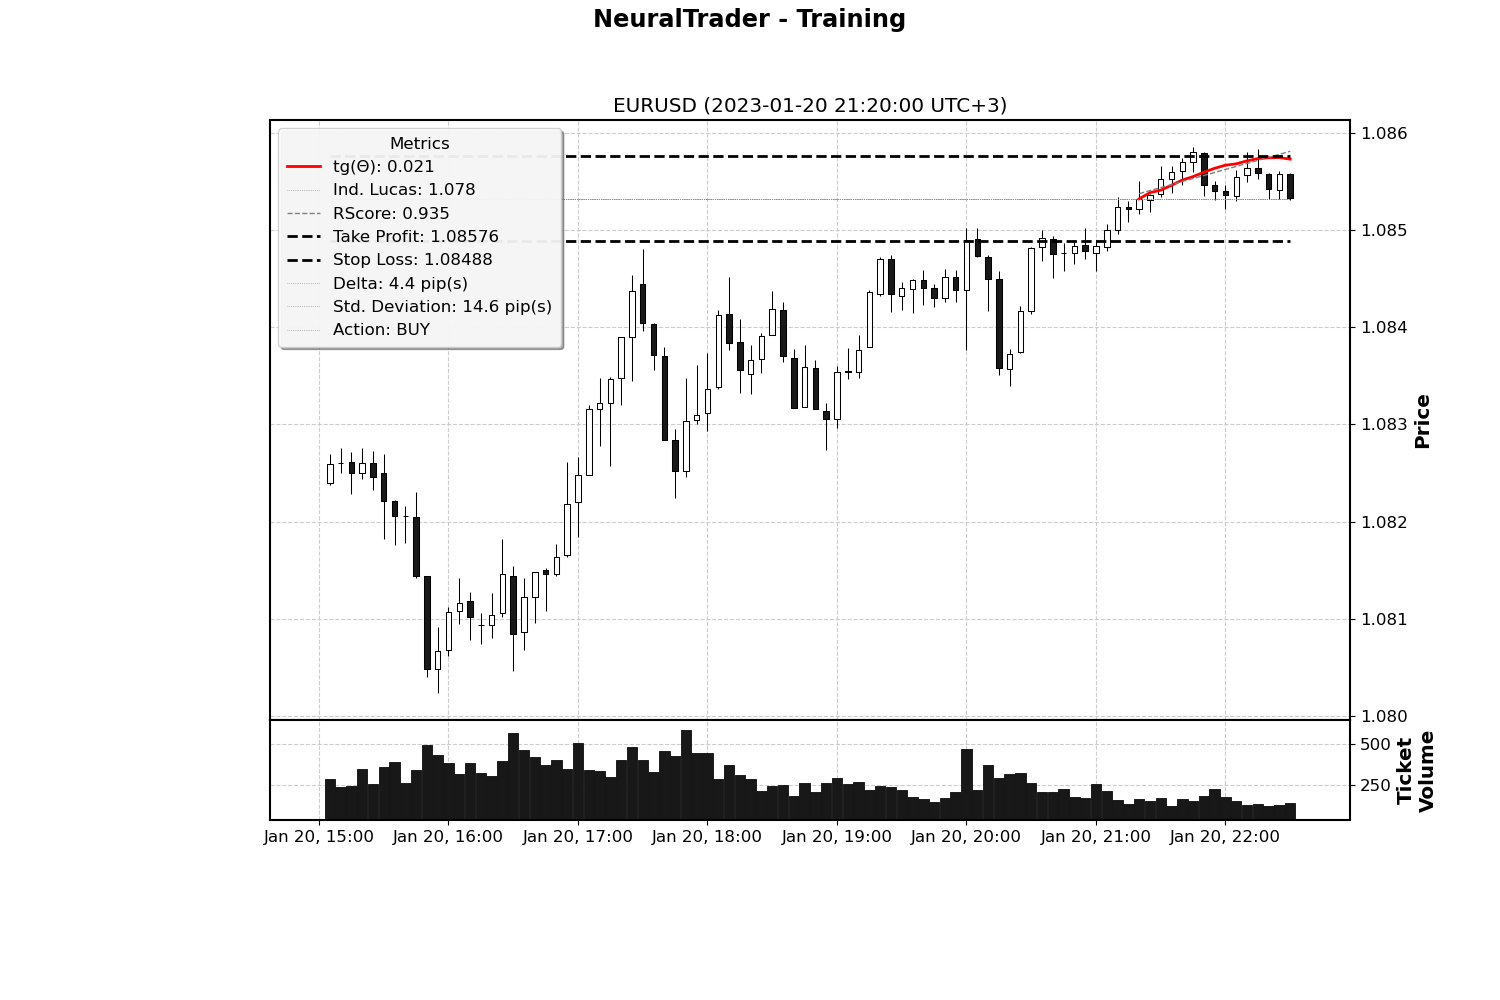 NeuralTrader - Training
EURUSD (2023-01-20 21:20:00 UTC+3)
Metrics
tg(Θ): 0.021
Ind. Lucas: 1.078
RScore: 0.935
Take Profit: 1.08576
Stop Loss: 1.08488
Delta: 4.4 pip(s)
Std. Deviation: 14.6 pip(s)
Action: BUY
1.086
1.085
1.084
1.083
1.082
1.081
1.080
Price
500
250
Ticket
Volume
Jan 20, 15:00 Jan 20, 16:00 Jan 20, 17:00 Jan 20, 18:00 Jan 20, 19:00 Jan 20, 20:00 Jan 20, 21:00 Jan 20, 22:00